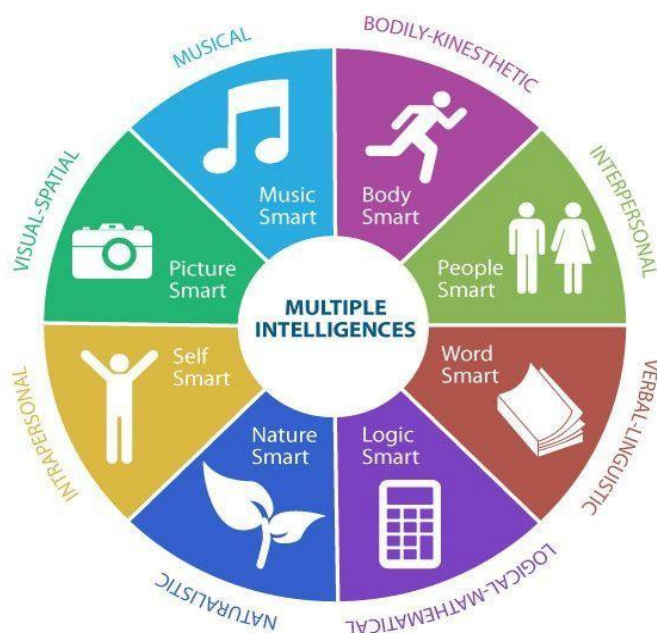 MUSICAL
BODILY-KINESTHETIC
INTERPERSONAL
VERBAL-LINGUISTIC
LOGICAL-MATHEMATICAL
NATURALISTIC
INTRAPERSONAL
VISUAL-SPATIAL
Music
Smart
Body
Smart
People
Smart
Word
Smart
Logic
Smart
Nature
Smart
Self
Smart
Picture
Smart
MULTIPLE
INTELLIGENCES